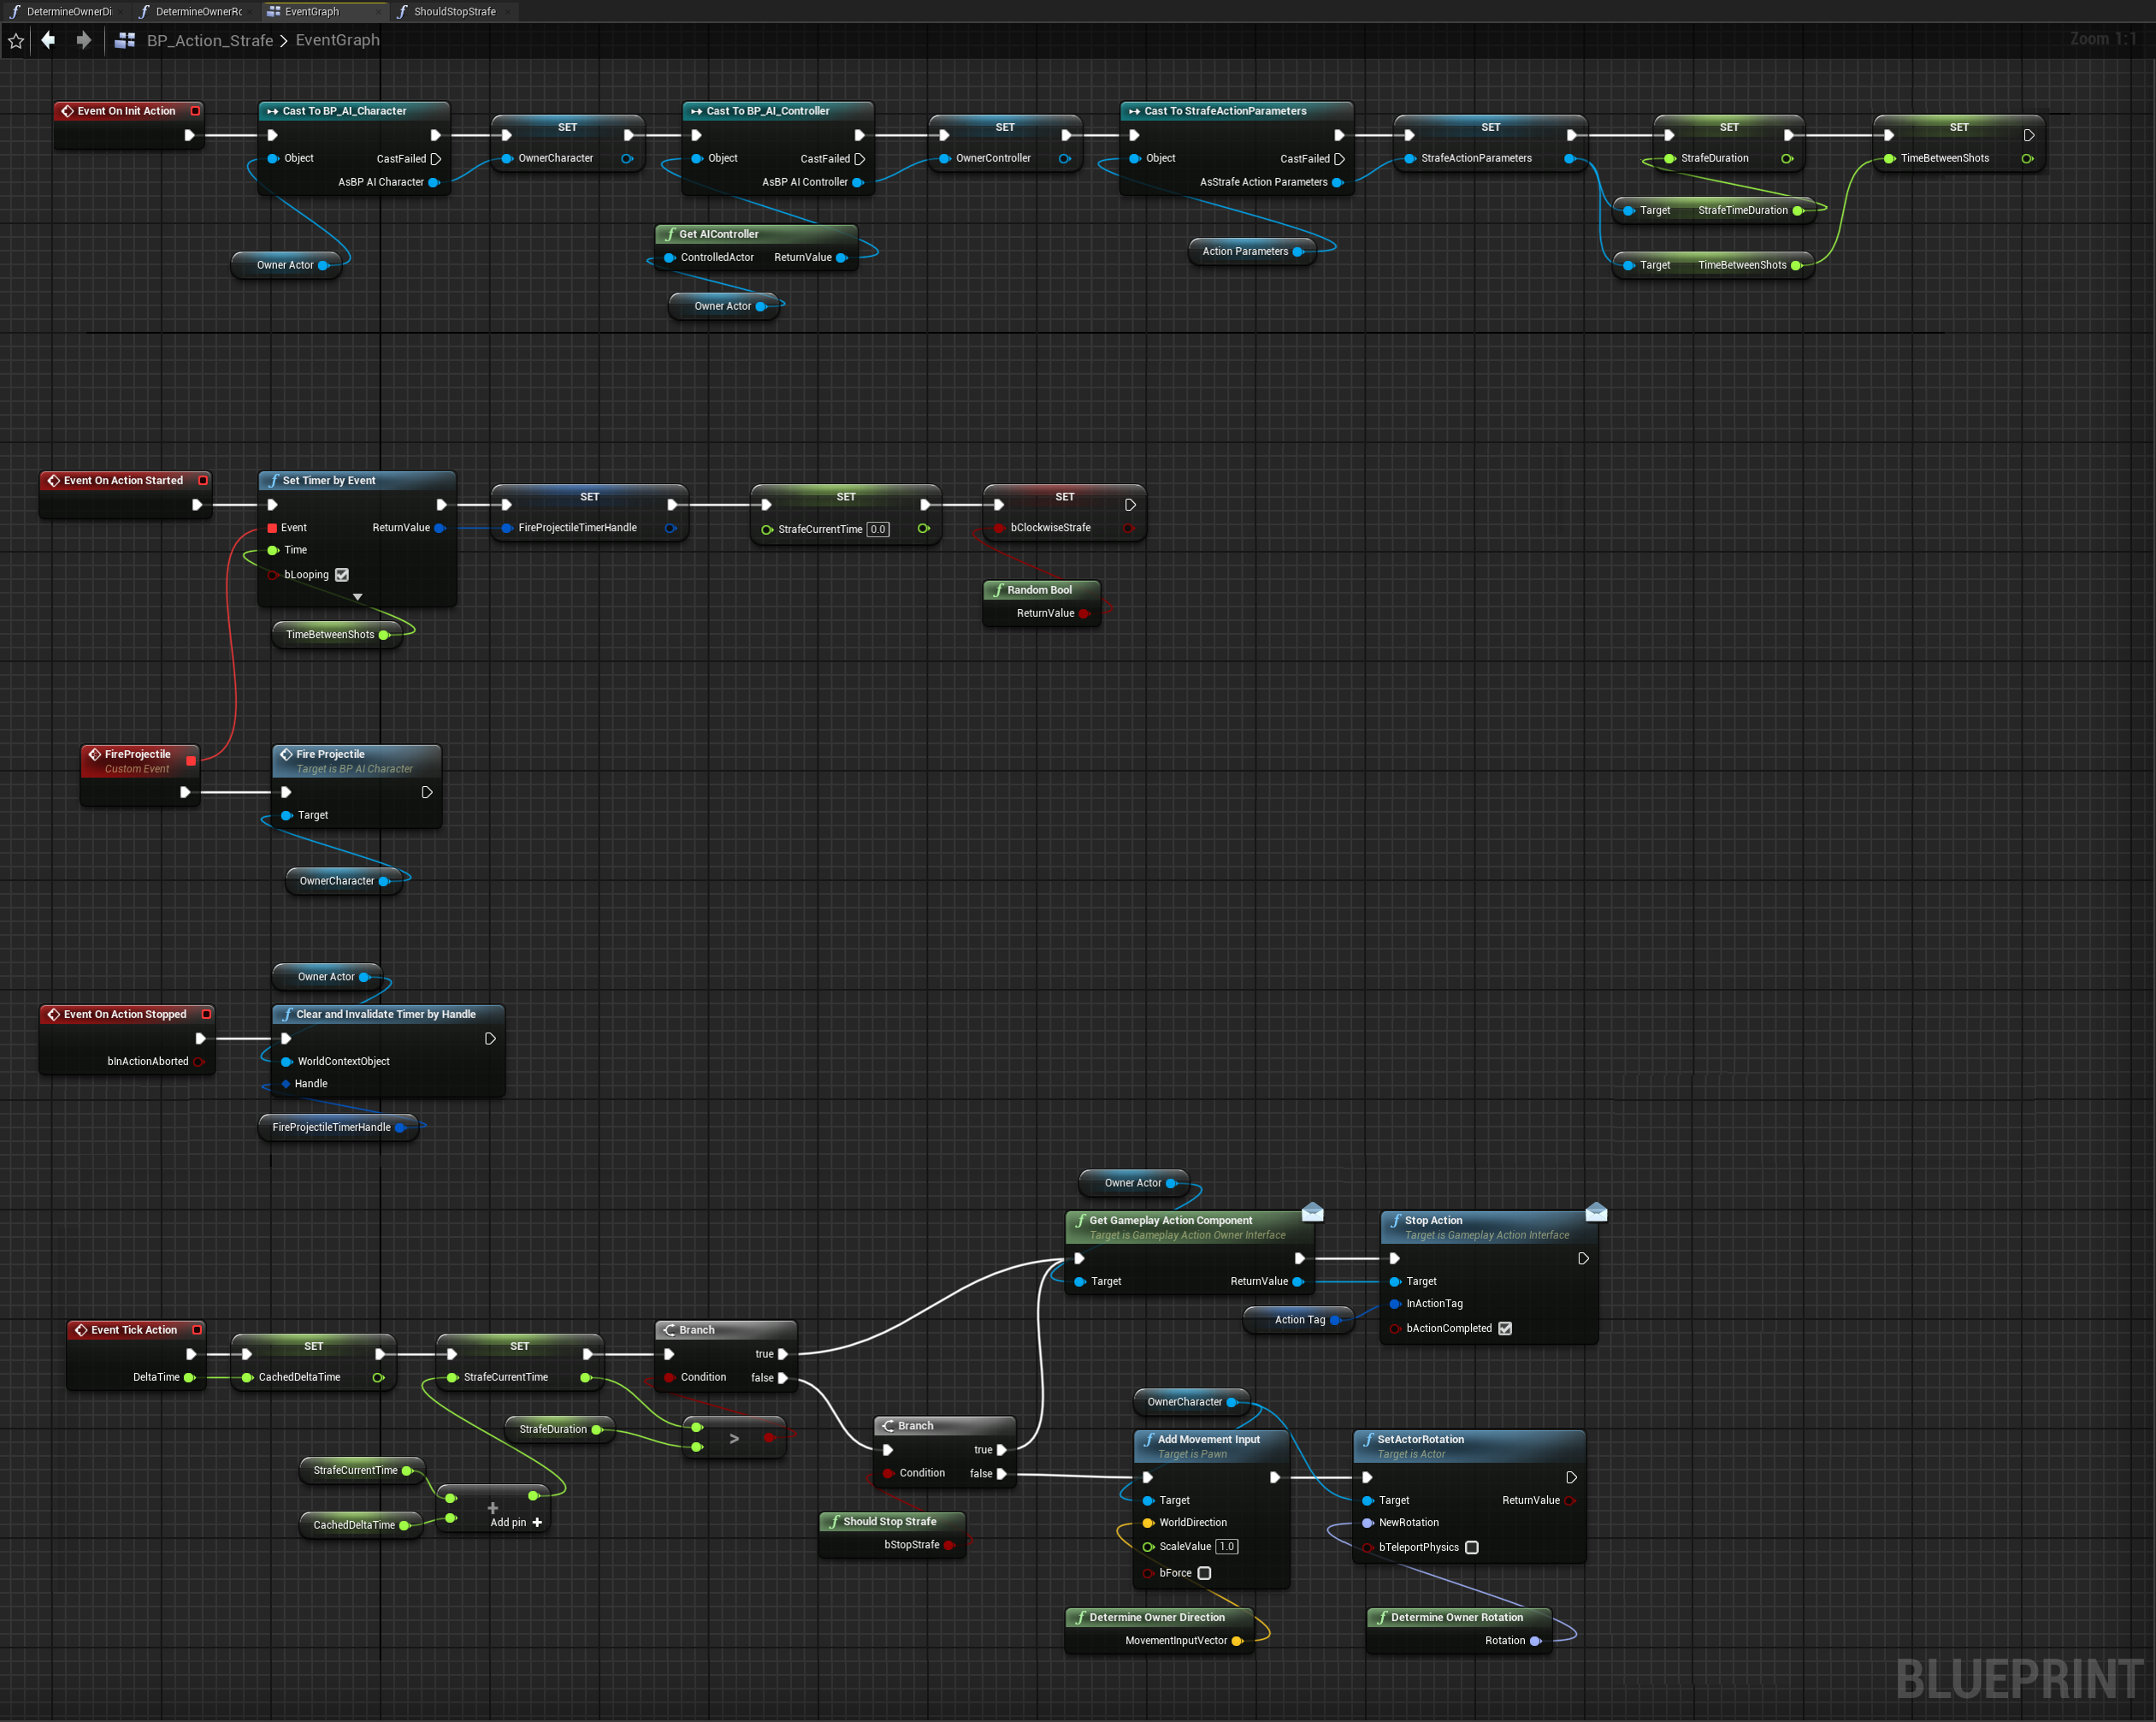 DetermineOwnerDi
DetermineOwnerRo
EventGraph
ShouldStopStrafe
BP_Action_Strafe > EventGraph
Zoom 1:1
Event On Init Action
Cast To BP_AI_Character
Object
CastFailed
AsBP AI Character
Owner Actor
SET
OwnerCharacter
Cast To BP_AI_Controller
Object
CastFailed
AsBP AI Controller
Get AIController
ControlledActor
ReturnValue
Owner Actor
SET
OwnerController
Cast To StrafeActionParameters
Object
CastFailed
AsStrafe Action Parameters
Action Parameters
SET
StrafeActionParameters
SET
StrafeDuration
Target
StrafeTimeDuration
Target
TimeBetweenShots
SET
TimeBetweenShots
Event On Action Started
Set Timer by Event
Event
ReturnValue
Time
bLooping
TimeBetweenShots
SET
FireProjectileTimerHandle
SET
StrafeCurrentTime 0.0
SET
bClockwiseStrafe
Random Bool
ReturnValue
FireProjectile
Custom Event
Fire Projectile
Target is BP AI Character
Target
OwnerCharacter
Owner Actor
Event On Action Stopped
bInActionAborted
Clear and Invalidate Timer by Handle
WorldContextObject
Handle
FireProjectileTimerHandle
Owner Actor
Get Gameplay Action Component
Target is Gameplay Action Owner Interface
Target
ReturnValue
Stop Action
Target is Gameplay Action Interface
Target
InActionTag
bActionCompleted
Action Tag
Event Tick Action
DeltaTime
SET
CachedDeltaTime
SET
StrafeCurrentTime
Branch
true
Condition
false
StrafeDuration
>
StrafeCurrentTime
CachedDeltaTime
+
Add pin +
Branch
true
Condition
false
Should Stop Strafe
bStopStrafe
OwnerCharacter
Add Movement Input
Target is Pawn
Target
WorldDirection
ScaleValue 1.0
bForce
SetActorRotation
Target is Actor
Target
ReturnValue
NewRotation
bTeleportPhysics
Determine Owner Direction
MovementInputVector
Determine Owner Rotation
Rotation
BLUEPRINT